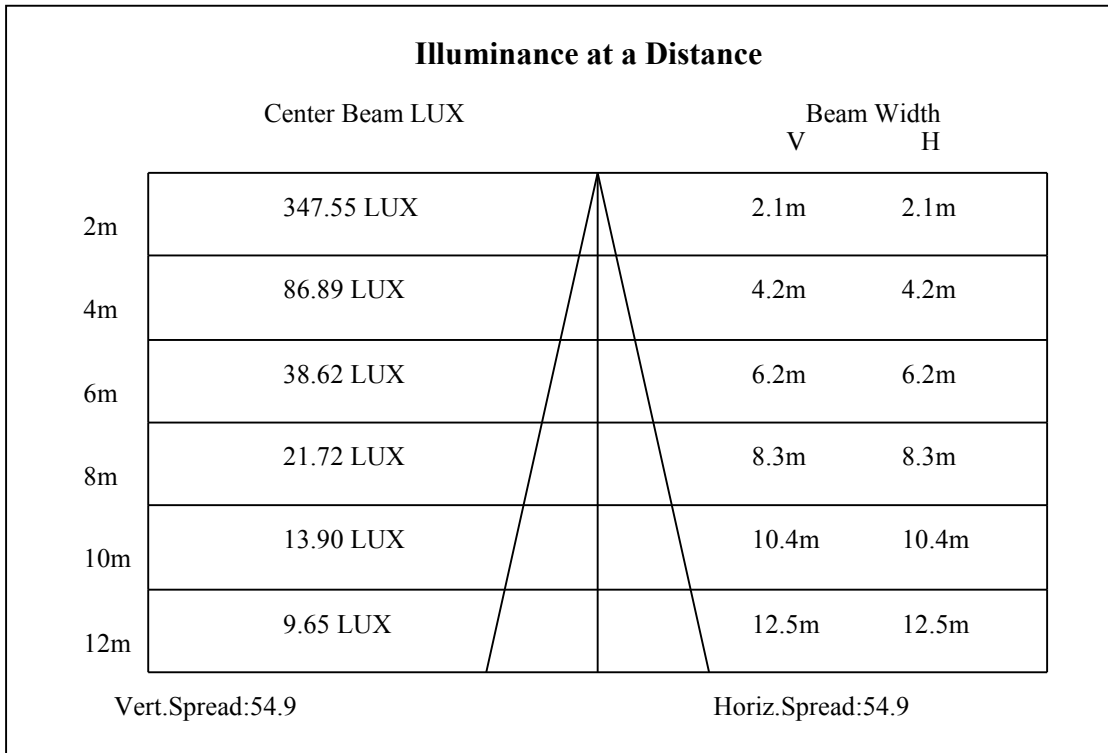 Illuminance at a Distance
Center Beam LUX Beam Width
V H
2m 347.55 LUX 2.1m 2.1m
4m 86.89 LUX 4.2m 4.2m
6m 38.62 LUX 6.2m 6.2m
8m 21.72 LUX 8.3m 8.3m
10m 13.90 LUX 10.4m 10.4m
12m 9.65 LUX 12.5m 12.5m
Vert.Spread:54.9 Horiz.Spread:54.9